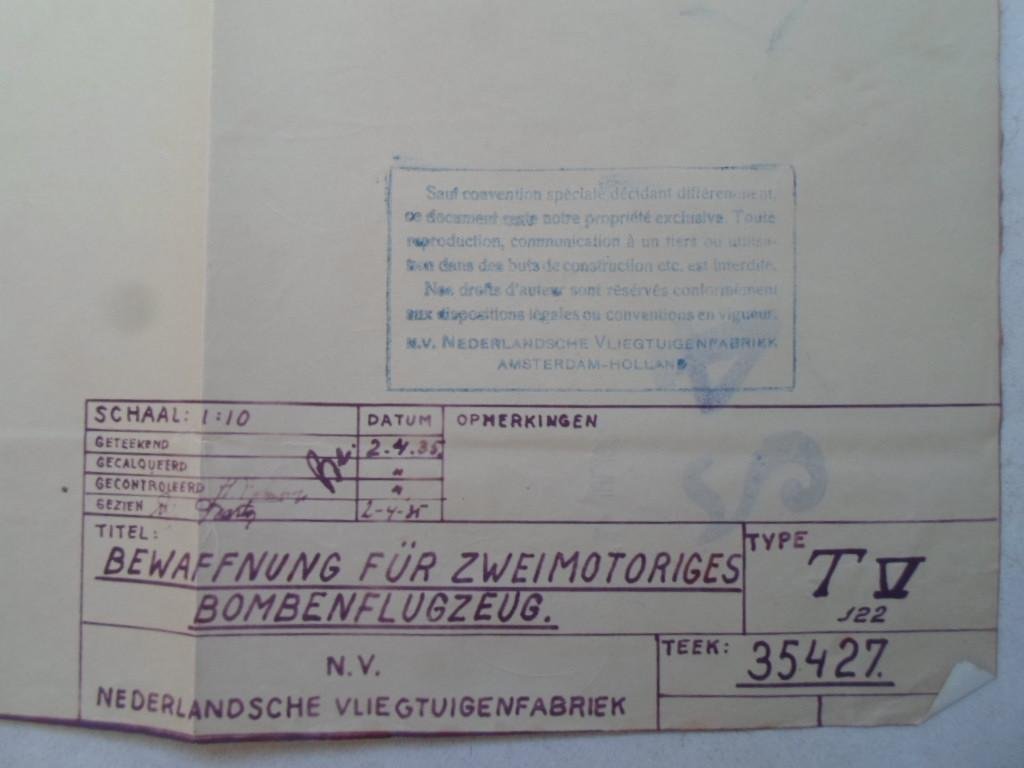 Sauf convention spéciale décidant différemment,
ce document reste notre propriété exclusive. Toute
reproduction, communication à un tiers ou utilisa-
tion dans des buts de construction etc. est interdite.
Nos droits d'auteur sont réservés conformément
aux dispositions légales ou conventions en vigueur.
N.V. NEDERLANDSCHE VLIEGTUIGENFABRIEK
AMSTERDAM-HOLLAND
SCHAAL: 1:10 DATUM OPMERKINGEN
GETEEKEND 2.4.35.
GECALQUEERD "
GECONTROLEERD "
GEZIEN 2-4-35
TITEL:
BEWAFFNUNG FÜR ZWEIMOTORIGES
BOMBENFLUGZEUG.
TYPE
T V
122
N.V.
NEDERLANDSCHE VLIEGTUIGENFABRIEK
TEEK: 35427.